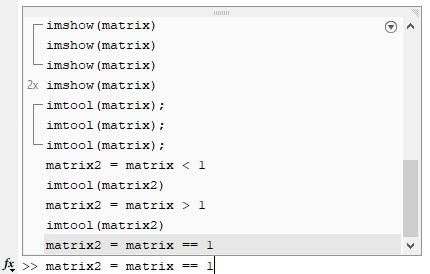 imshow(matrix)
imshow(matrix)
imshow(matrix)
2x imshow(matrix)
imtool(matrix);
imtool(matrix);
imtool(matrix);
matrix2 = matrix < 1
imtool(matrix2)
matrix2 = matrix > 1
imtool(matrix2)
matrix2 = matrix == 1
fx >> matrix2 = matrix == 1